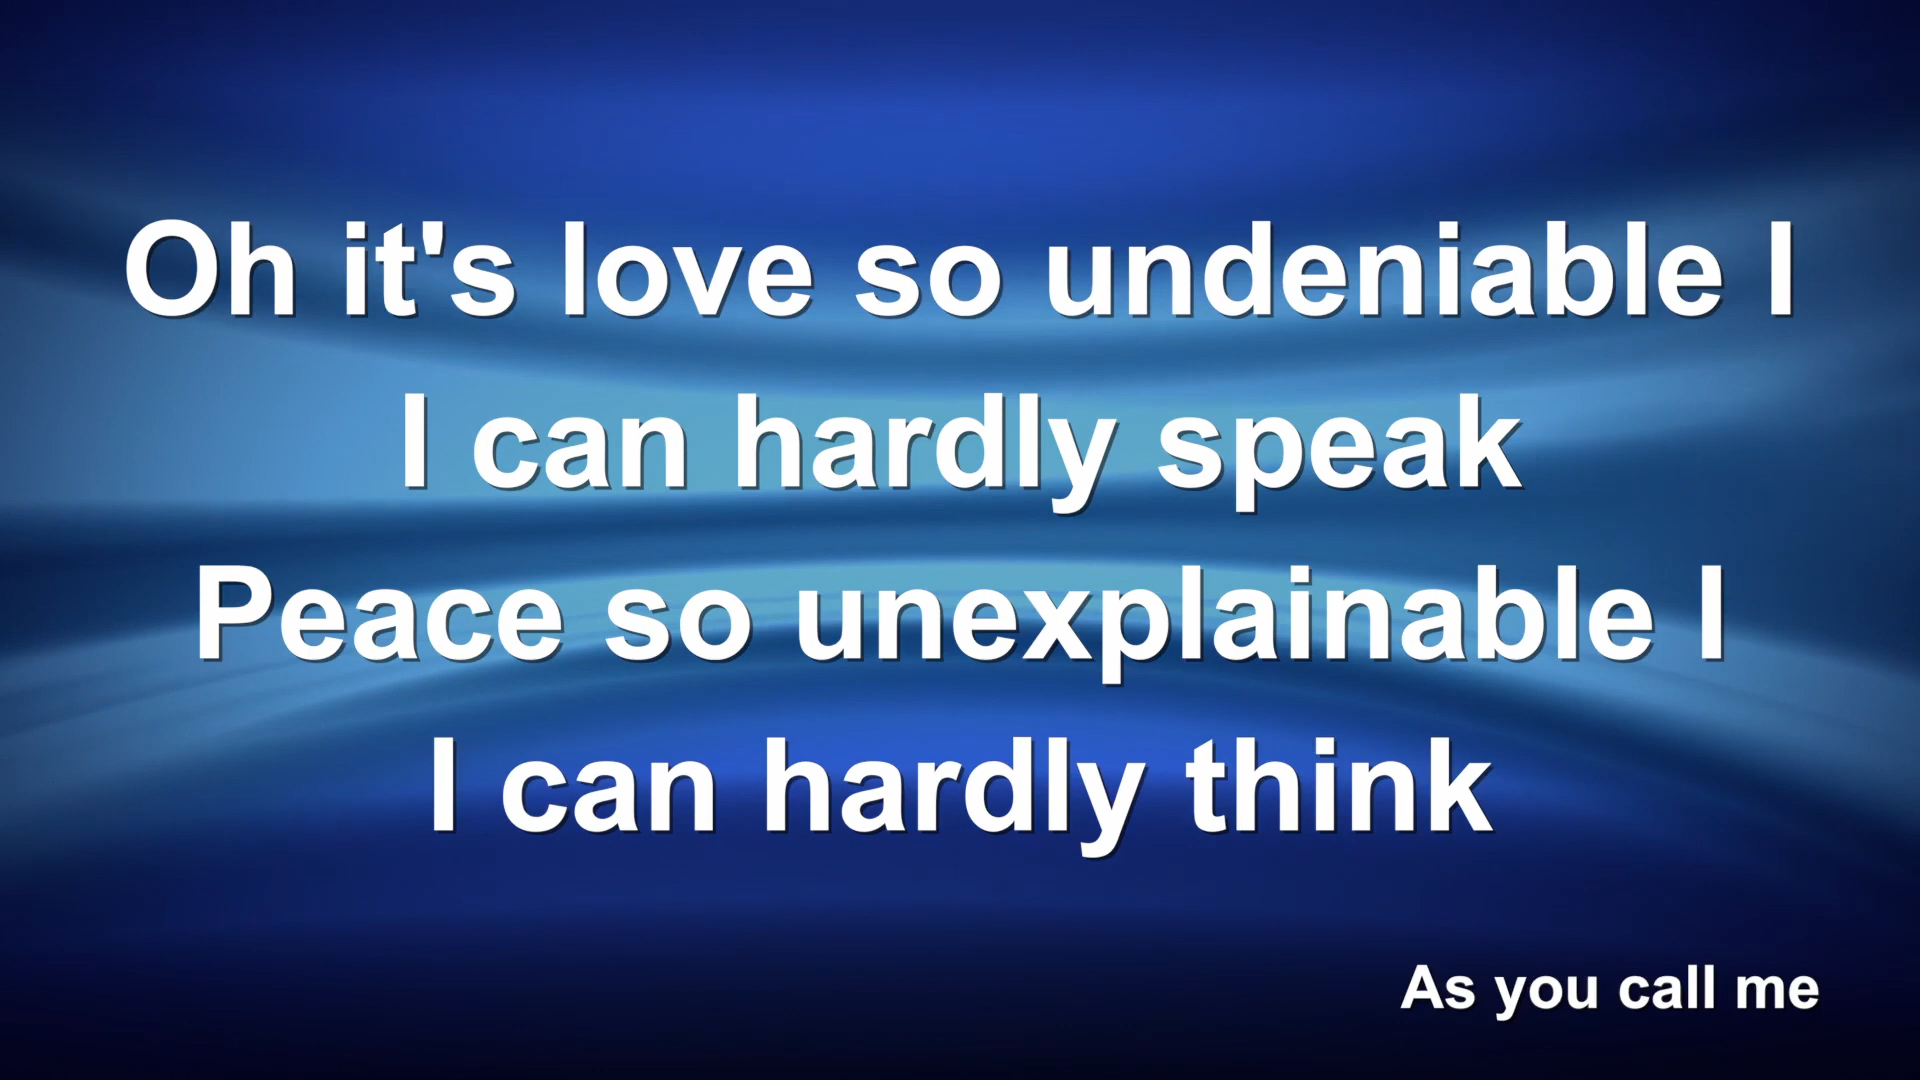 Oh it's love so undeniable I
I can hardly speak
Peace so unexplainable I
I can hardly think
As you call me